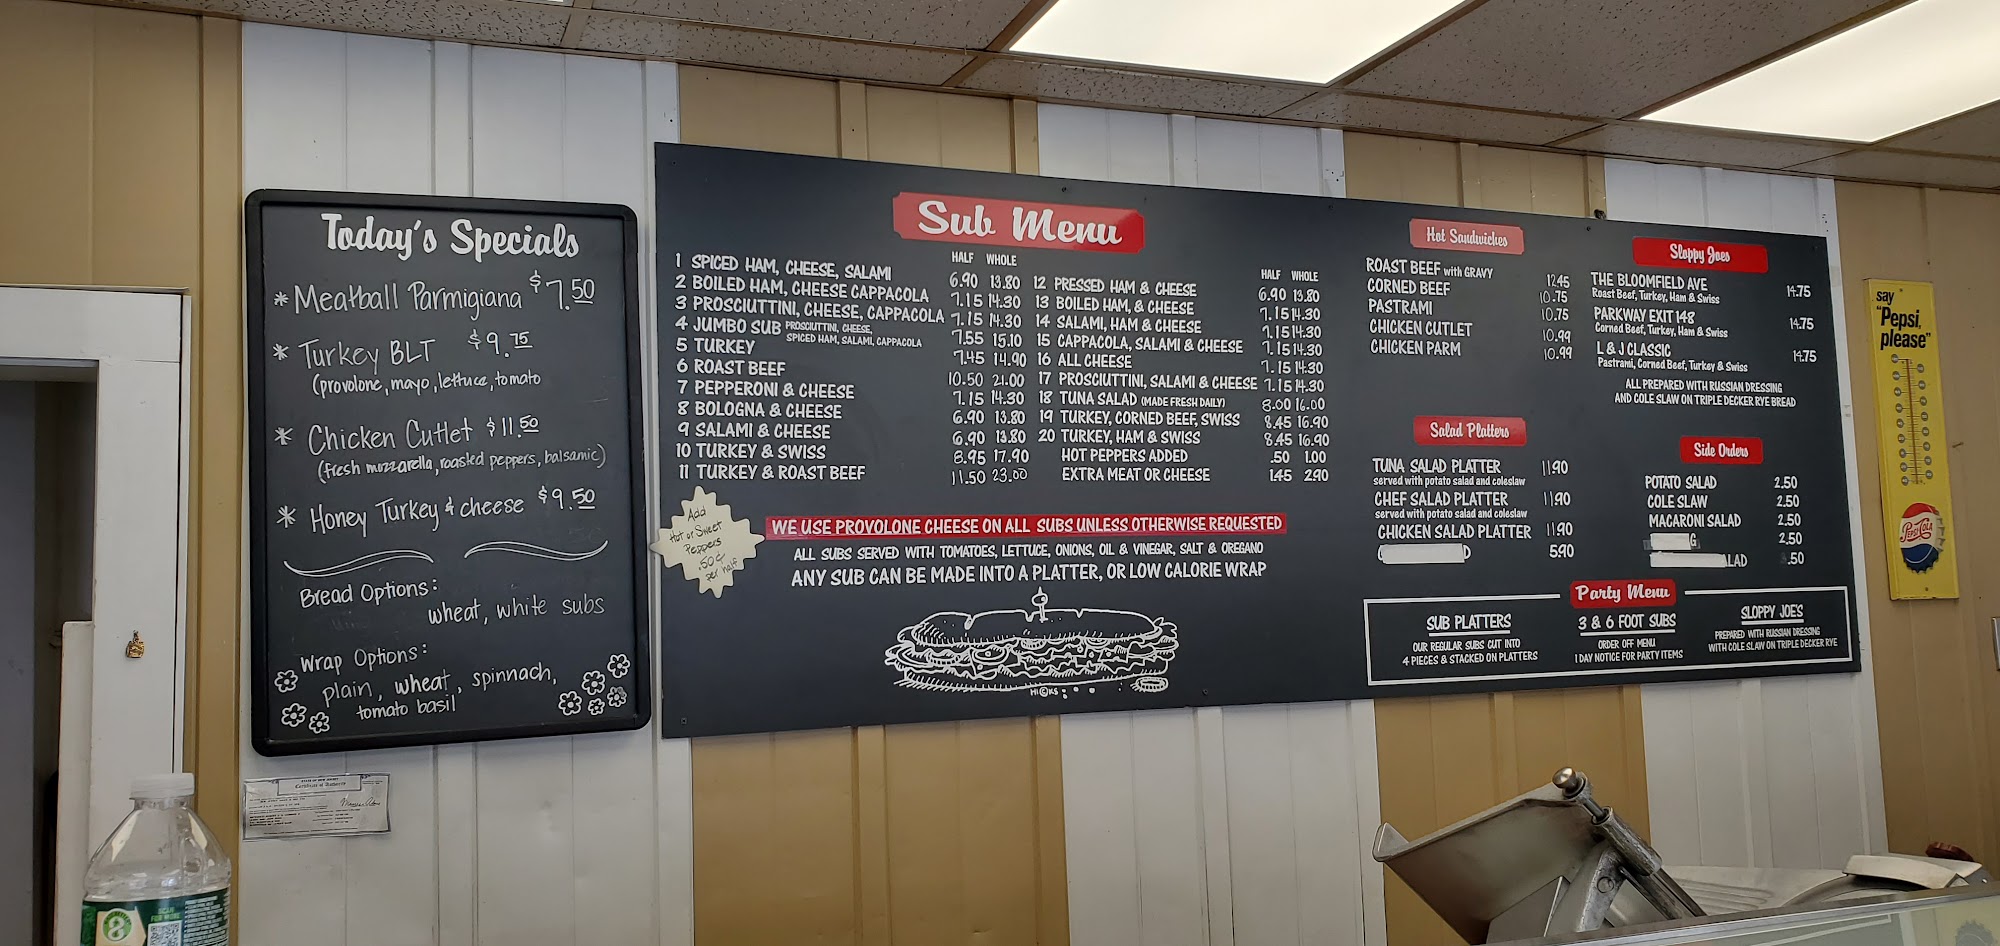 Today's Specials
* Meatball Parmigiana $7.50
* Turkey BLT $9.75
(provolone, mayo, lettuce, tomato
* Chicken Cutlet $11.50
(fresh mozzarella, roasted peppers, balsamic)
* Honey Turkey & cheese $9.50
Bread Options:
wheat, white subs
Wrap Options:
plain, wheat, spinnach,
tomato basil
Sub Menu
HALF WHOLE
1 SPICED HAM, CHEESE, SALAMI 6.90 13.80
2 BOILED HAM, CHEESE CAPPACOLA 7.15 14.30
3 PROSCIUTTINI, CHEESE, CAPPACOLA 7.15 14.30
4 JUMBO SUB PROSCIUTTINI, CHEESE,
SPICED HAM, SALAMI, CAPPACOLA 7.55 15.10
5 TURKEY 7.45 14.90
6 ROAST BEEF 10.50 21.00
7 PEPPERONI & CHEESE 7.15 14.30
8 BOLOGNA & CHEESE 6.90 13.80
9 SALAMI & CHEESE 6.90 13.80
10 TURKEY & SWISS 8.95 17.90
11 TURKEY & ROAST BEEF 11.50 23.00
HALF WHOLE
12 PRESSED HAM & CHEESE 6.90 13.80
13 BOILED HAM, & CHEESE 7.15 14.30
14 SALAMI, HAM & CHEESE 7.15 14.30
15 CAPPACOLA, SALAMI & CHEESE 7.15 14.30
16 ALL CHEESE 7.15 14.30
17 PROSCIUTTINI, SALAMI & CHEESE 7.15 14.30
18 TUNA SALAD (MADE FRESH DAILY) 8.00 16.00
19 TURKEY, CORNED BEEF, SWISS 8.45 16.90
20 TURKEY, HAM & SWISS 8.45 16.90
HOT PEPPERS ADDED .50 1.00
EXTRA MEAT OR CHEESE 1.45 2.90
Add
Hot or Sweet
Peppers
.50¢
per half
WE USE PROVOLONE CHEESE ON ALL SUBS UNLESS OTHERWISE REQUESTED
ALL SUBS SERVED WITH TOMATOES, LETTUCE, ONIONS, OIL & VINEGAR, SALT & OREGANO
ANY SUB CAN BE MADE INTO A PLATTER, OR LOW CALORIE WRAP
HICKS
Hot Sandwiches
ROAST BEEF with GRAVY 12.45
CORNED BEEF 10.75
PASTRAMI 10.75
CHICKEN CUTLET 10.99
CHICKEN PARM 10.99
Salad Platters
TUNA SALAD PLATTER 11.90
served with potato salad and coleslaw
CHEF SALAD PLATTER 11.90
served with potato salad and coleslaw
CHICKEN SALAD PLATTER 11.90
D 5.90
Sloppy Joes
THE BLOOMFIELD AVE 14.75
Roast Beef, Turkey, Ham & Swiss
PARKWAY EXIT 148 14.75
Corned Beef, Turkey, Ham & Swiss
L & J CLASSIC 14.75
Pastrami, Corned Beef, Turkey & Swiss
ALL PREPARED WITH RUSSIAN DRESSING
AND COLE SLAW ON TRIPLE DECKER RYE BREAD
Side Orders
POTATO SALAD 2.50
COLE SLAW 2.50
MACARONI SALAD 2.50
G 2.50
ALAD .50
Party Menu
SUB PLATTERS
OUR REGULAR SUBS CUT INTO
4 PIECES & STACKED ON PLATTERS
3 & 6 FOOT SUBS
ORDER OFF MENU
1 DAY NOTICE FOR PARTY ITEMS
SLOPPY JOE'S
PREPARED WITH RUSSIAN DRESSING
WITH COLE SLAW ON TRIPLE DECKER RYE
say
"Pepsi,
please"
PEPSI-COLA
STATE OF NEW JERSEY
Certificate of Authority
SCAN
FOR MORE